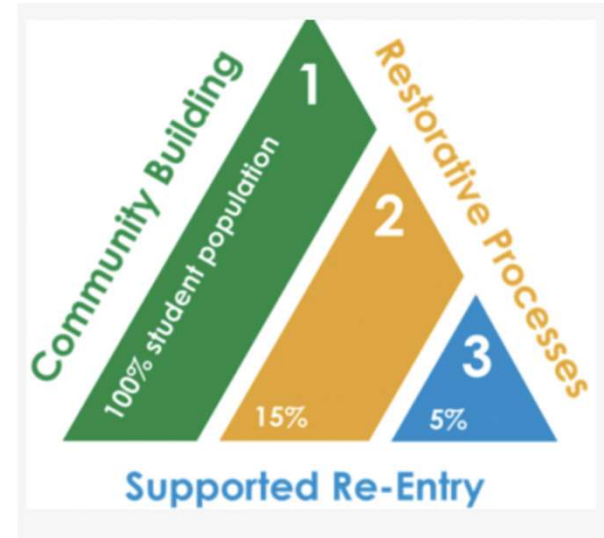 Community Building
Restorative Processes
1
100% student population
2
15%
3
5%
Supported Re-Entry